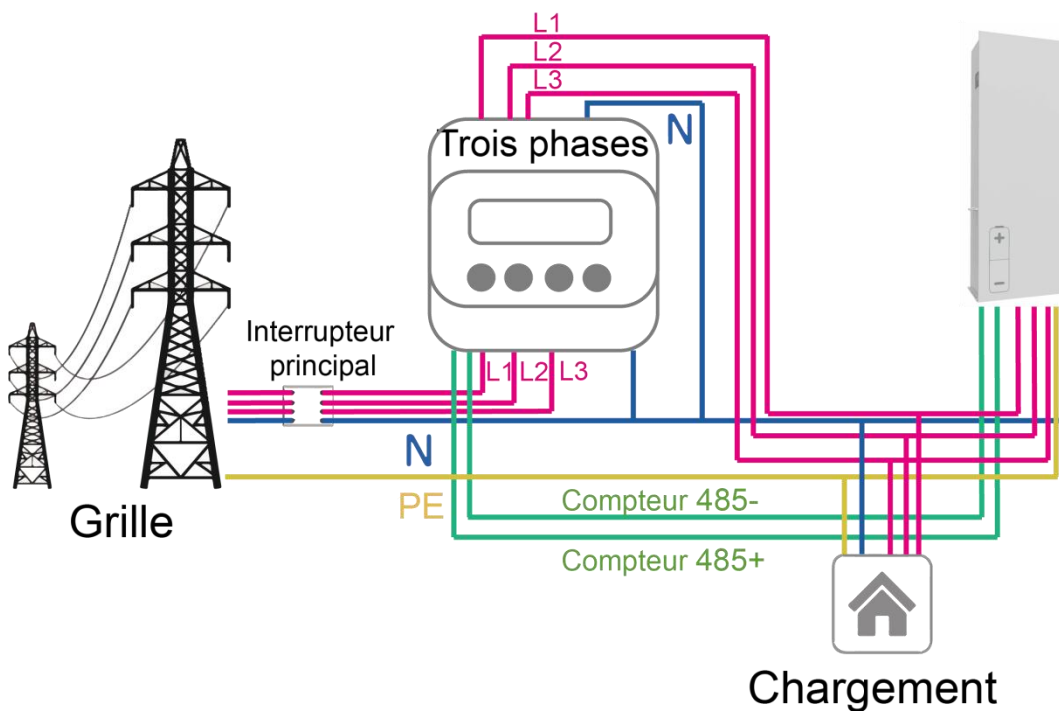 L1
L2
L3
N
Trois phases
Interrupteur
principal
L1
L2
L3
N
PE
Grille
Compteur 485-
Compteur 485+
Chargement
+
-